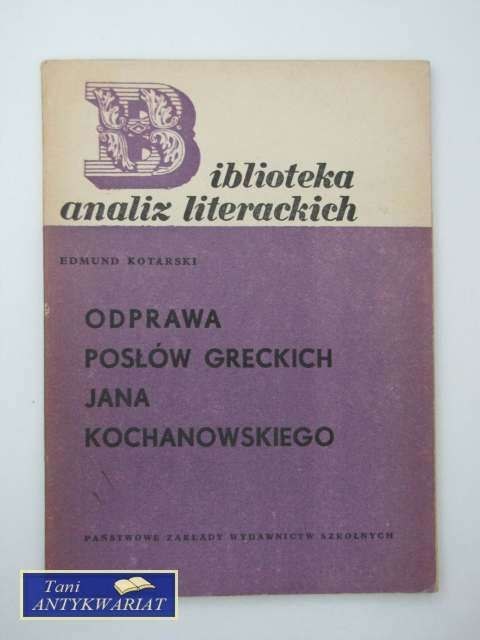 Biblioteka
analiz literackich
EDMUND KOTARSKI
ODPRAWA
POSŁÓW GRECKICH
JANA
KOCHANOWSKIEGO
PAŃSTWOWE ZAKŁADY WYDAWNICTW SZKOLNYCH
Tani
ANTYKWARIAT